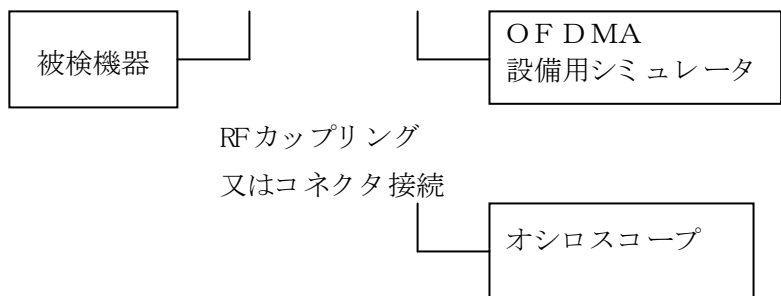 被検機器
OFDMA
設備用シミュレータ
RFカップリング
又はコネクタ接続
オシロスコープ